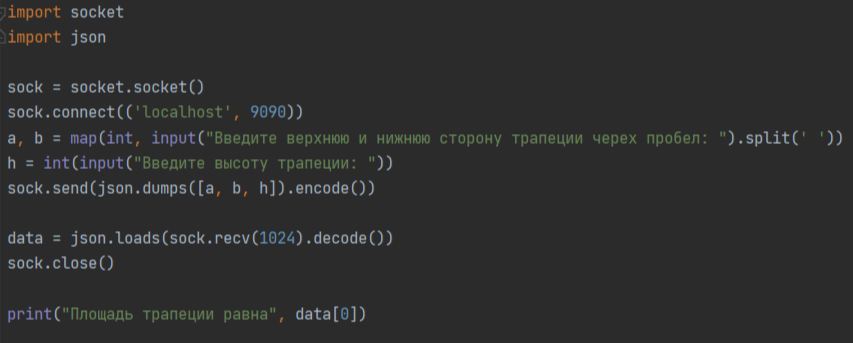 import socket
import json
sock = socket.socket()
sock.connect(('localhost', 9090))
a, b = map(int, input("Введите верхнюю и нижнюю сторону трапеции черех пробел: ").split(' '))
h = int(input("Введите высоту трапеции: "))
sock.send(json.dumps([a, b, h]).encode())
data = json.loads(sock.recv(1024).decode())
sock.close()
print("Площадь трапеции равна", data[0])